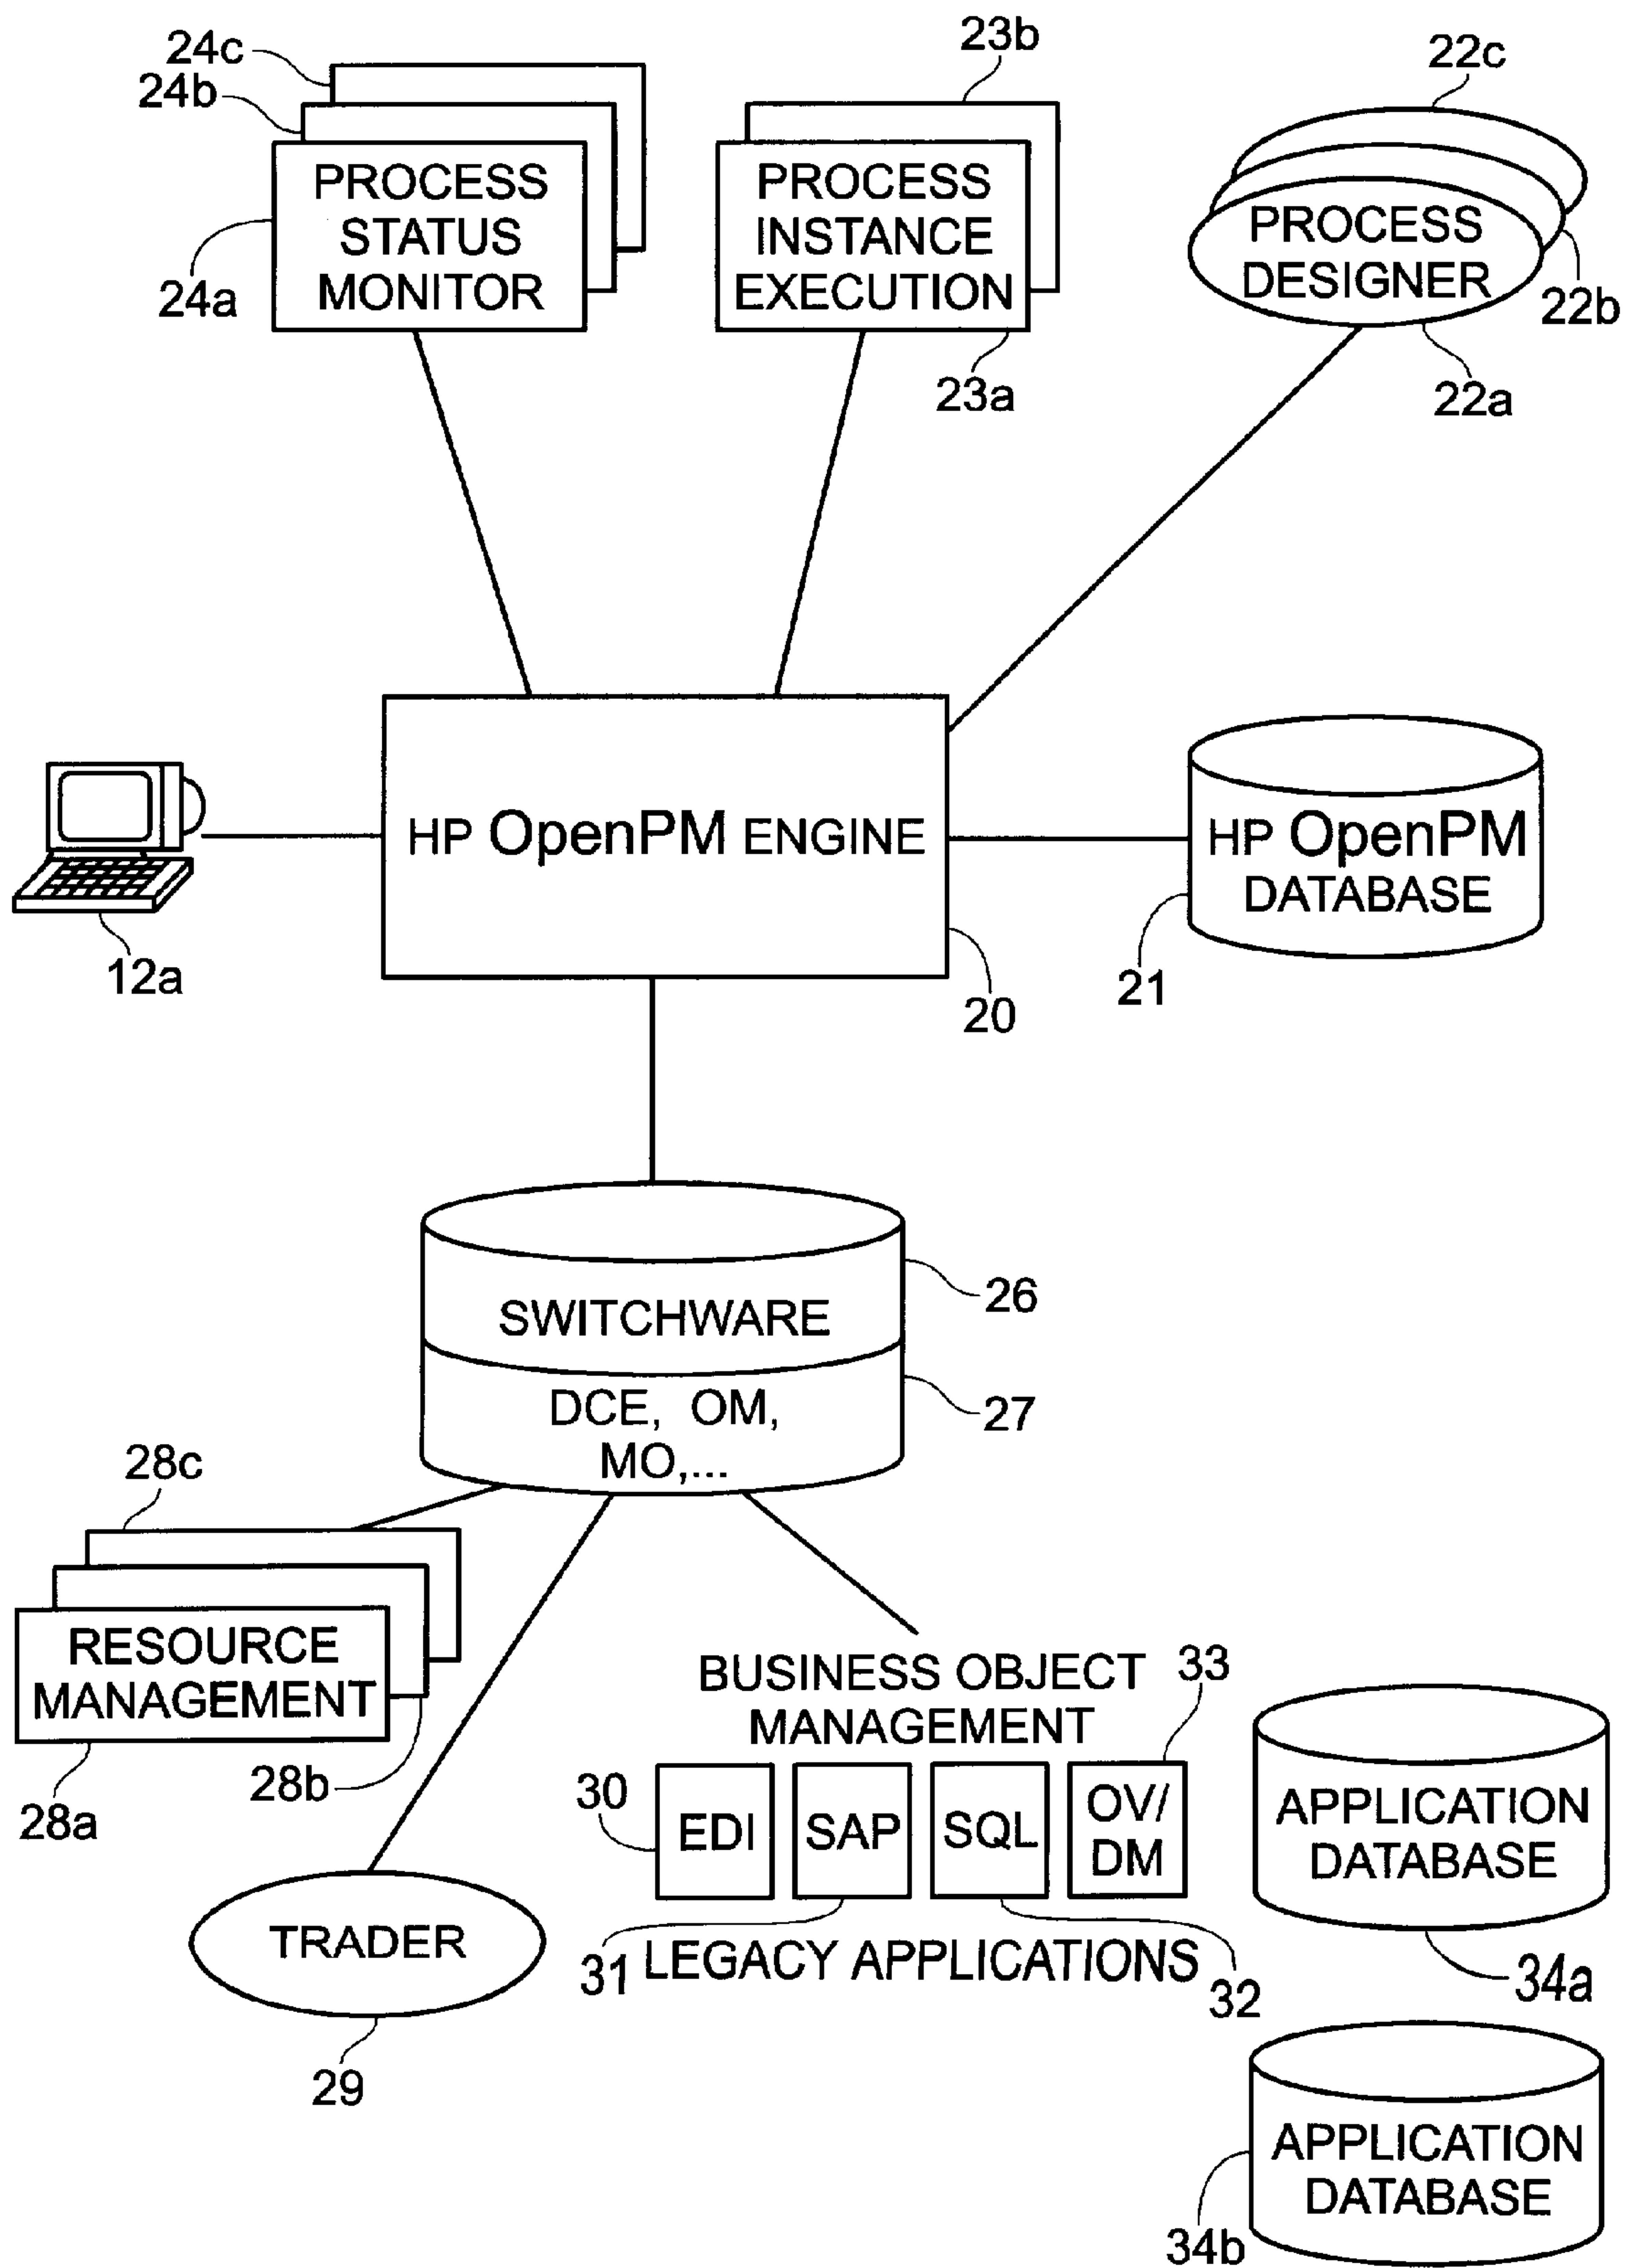 24c
24b
PROCESS
STATUS
MONITOR
24a
23b
PROCESS
INSTANCE
EXECUTION
23a
22c
PROCESS
DESIGNER
22b
22a
12a
HP OpenPM ENGINE
20
HP OpenPM
DATABASE
21
SWITCHWARE
26
DCE, OM,
MO,...
27
28c
RESOURCE
MANAGEMENT
28b
28a
TRADER
29
BUSINESS OBJECT
MANAGEMENT
33
30
EDI
SAP
SQL
OV/
DM
31
LEGACY APPLICATIONS
32
APPLICATION
DATABASE
34a
APPLICATION
DATABASE
34b